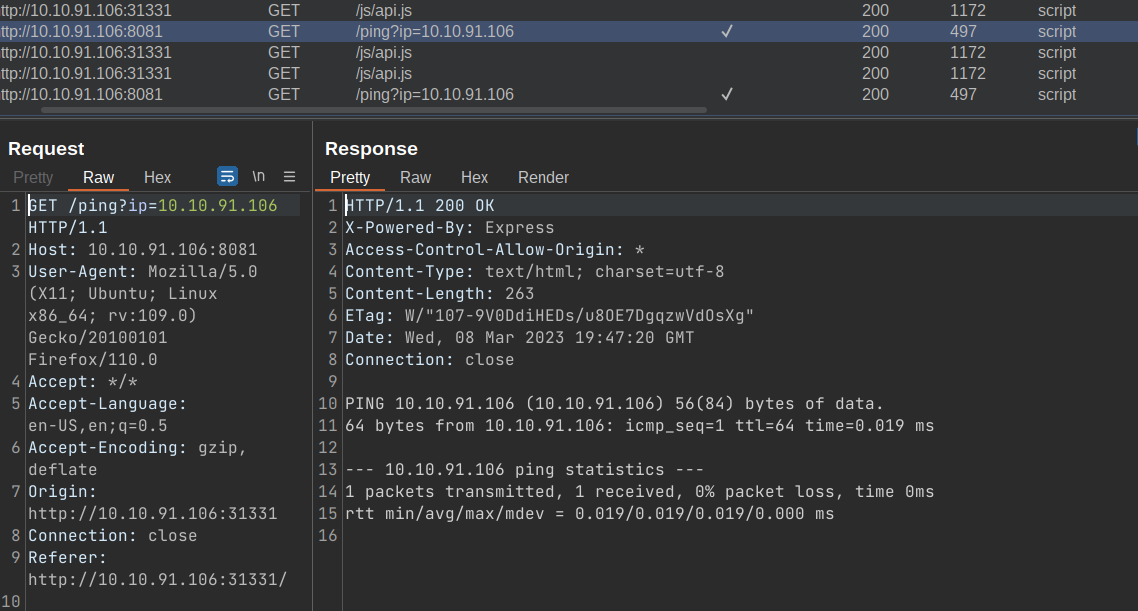 ttp://10.10.91.106:31331 GET /js/api.js 200 1172 script
ttp://10.10.91.106:8081 GET /ping?ip=10.10.91.106 ✓ 200 497 script
ttp://10.10.91.106:31331 GET /js/api.js 200 1172 script
ttp://10.10.91.106:31331 GET /js/api.js 200 1172 script
ttp://10.10.91.106:8081 GET /ping?ip=10.10.91.106 ✓ 200 497 script
Request
Pretty Raw Hex \n
1 GET /ping?ip=10.10.91.106
HTTP/1.1
2 Host: 10.10.91.106:8081
3 User-Agent: Mozilla/5.0
(X11; Ubuntu; Linux
x86_64; rv:109.0)
Gecko/20100101
Firefox/110.0
4 Accept: */*
5 Accept-Language:
en-US,en;q=0.5
6 Accept-Encoding: gzip,
deflate
7 Origin:
http://10.10.91.106:31331
8 Connection: close
9 Referer:
http://10.10.91.106:31331/
10
Response
Pretty Raw Hex Render
1 HTTP/1.1 200 OK
2 X-Powered-By: Express
3 Access-Control-Allow-Origin: *
4 Content-Type: text/html; charset=utf-8
5 Content-Length: 263
6 ETag: W/"107-9V0DdiHEDs/u8OE7DgqzwVdOsXg"
7 Date: Wed, 08 Mar 2023 19:47:20 GMT
8 Connection: close
9
10 PING 10.10.91.106 (10.10.91.106) 56(84) bytes of data.
11 64 bytes from 10.10.91.106: icmp_seq=1 ttl=64 time=0.019 ms
12
13 --- 10.10.91.106 ping statistics ---
14 1 packets transmitted, 1 received, 0% packet loss, time 0ms
15 rtt min/avg/max/mdev = 0.019/0.019/0.019/0.000 ms
16